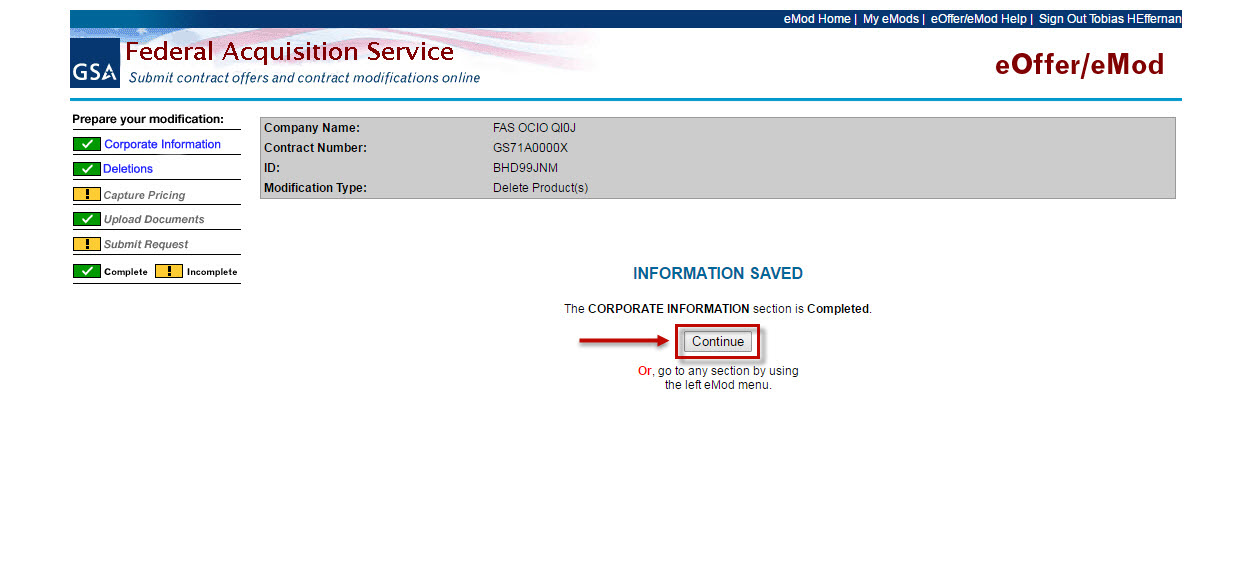 eMod Home | My eMods | eOffer/eMod Help | Sign Out Tobias HEffernan
GSA
Federal Acquisition Service
Submit contract offers and contract modifications online
eOffer/eMod
Prepare your modification:
Corporate Information
Deletions
! Capture Pricing
Upload Documents
! Submit Request
Complete ! Incomplete
Company Name: FAS OCIO QI0J
Contract Number: GS71A0000X
ID: BHD99JNM
Modification Type: Delete Product(s)
INFORMATION SAVED
The CORPORATE INFORMATION section is Completed.
Continue
Or, go to any section by using
the left eMod menu.